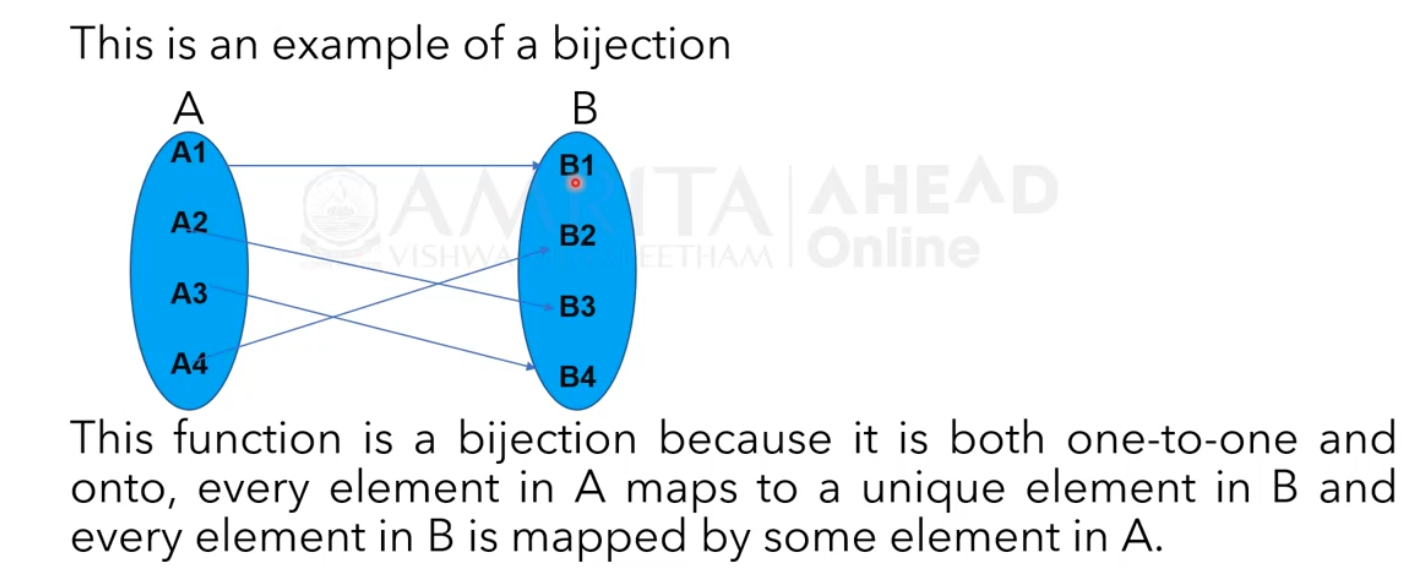 This is an example of a bijection
A B
A1 B1
A2 B2
A3 B3
A4 B4
AMRITA AHEAD
VISHWA EETHAM Online
This function is a bijection because it is both one-to-one and
onto, every element in A maps to a unique element in B and
every element in B is mapped by some element in A.